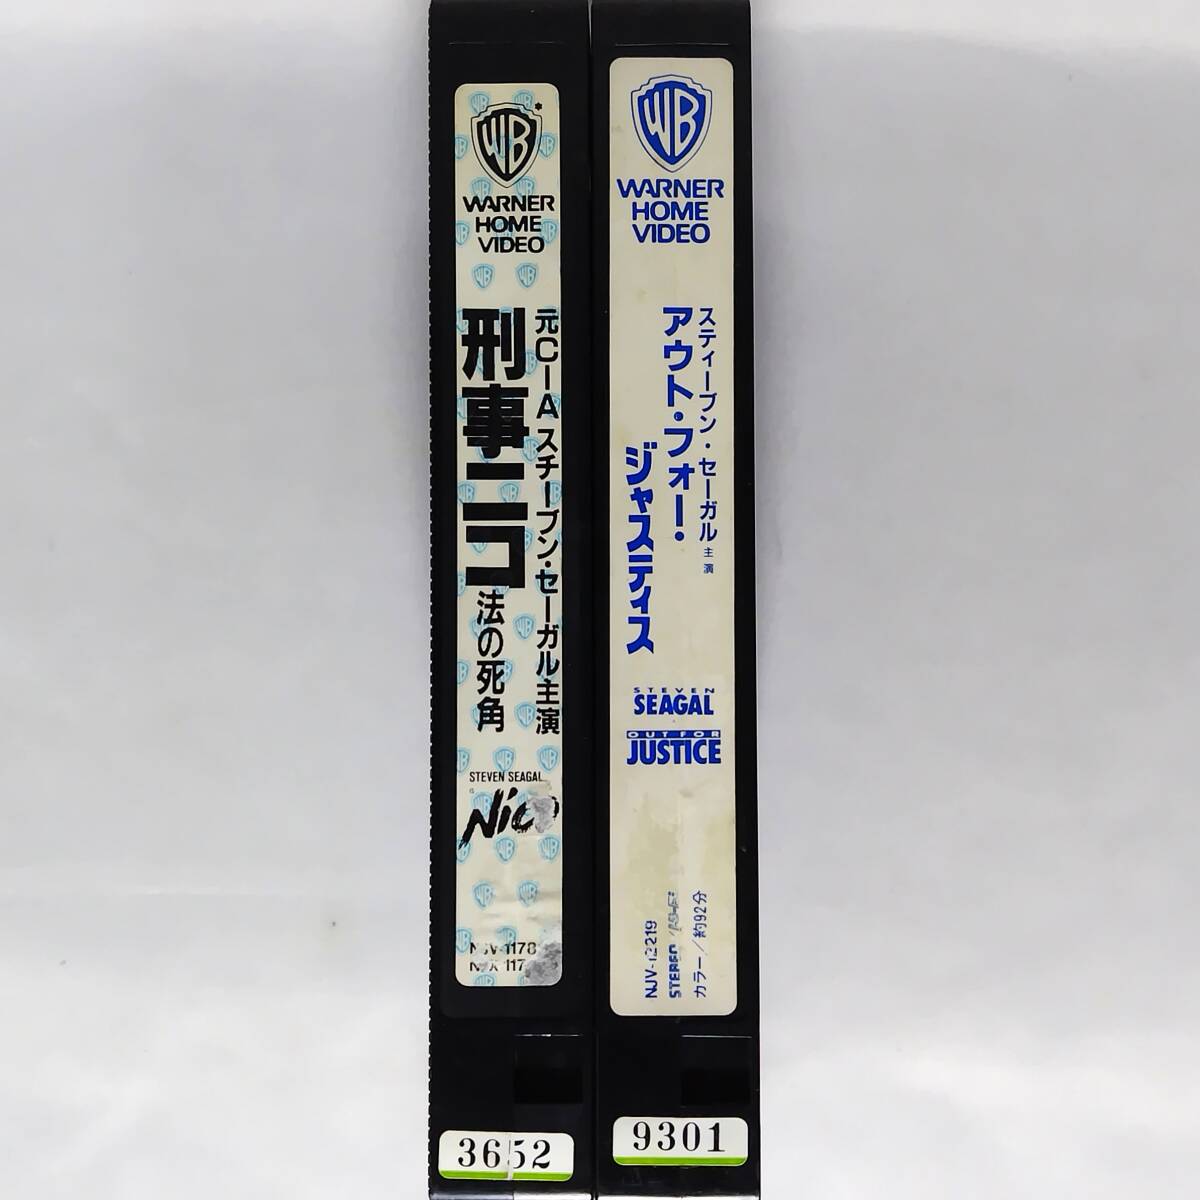 WB
WARNER
HOME
VIDEO
元CIAスチーブン・セーガル主演
刑事ニコ
法の死角
STEVEN SEAGAL
Nico
3652
WB
WARNER
HOME
VIDEO
スティーブン・セーガル主演
アウト・フォー・
ジャスティス
STEVEN
SEAGAL
OUT FOR
JUSTICE
NJV-12219
STEREO
カラー/約92分
9301